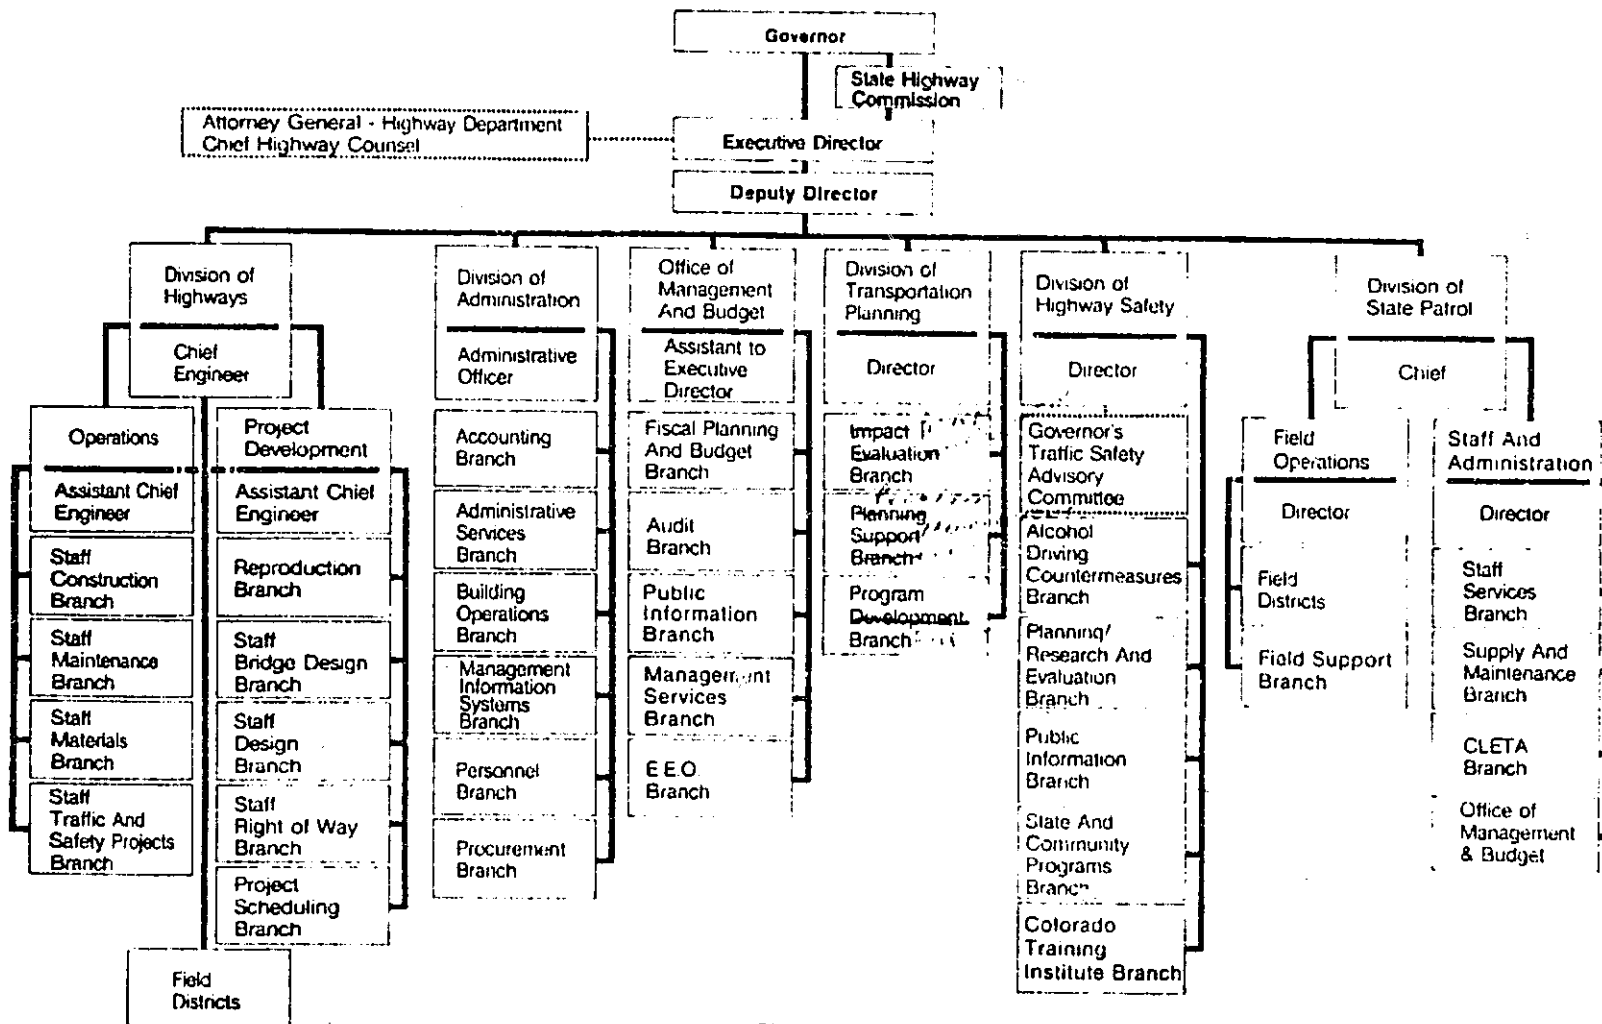 Governor
State Highway
Commission
Attorney General - Highway Department
Chief Highway Counsel
Executive Director
Deputy Director
Division of
Highways
Chief
Engineer
Operations
Assistant Chief
Engineer
Staff
Construction
Branch
Staff
Maintenance
Branch
Staff
Materials
Branch
Staff
Traffic And
Safety Projects
Branch
Project
Development
Assistant Chief
Engineer
Reproduction
Branch
Staff
Bridge Design
Branch
Staff
Design
Branch
Staff
Right of Way
Branch
Project
Scheduling
Branch
Field
Districts
Division of
Administration
Administrative
Officer
Accounting
Branch
Administrative
Services
Branch
Building
Operations
Branch
Management
Information
Systems
Branch
Personnel
Branch
Procurement
Branch
Office of
Management
And Budget
Assistant to
Executive
Director
Fiscal Planning
And Budget
Branch
Audit
Branch
Public
Information
Branch
Management
Services
Branch
E.E.O.
Branch
Division of
Transportation
Planning
Director
Impact
Evaluation
Branch
Planning
Support
Branch
Program
Development
Branch
Division of
Highway Safety
Director
Governor's
Traffic Safety
Advisory
Committee
Alcohol
Driving
Countermeasures
Branch
Planning/
Research And
Evaluation
Branch
Public
Information
Branch
State And
Community
Programs
Branch
Colorado
Training
Institute Branch
Division of
State Patrol
Chief
Field
Operations
Director
Field
Districts
Field Support
Branch
Staff And
Administration
Director
Staff
Services
Branch
Supply And
Maintenance
Branch
CLETA
Branch
Office of
Management
& Budget